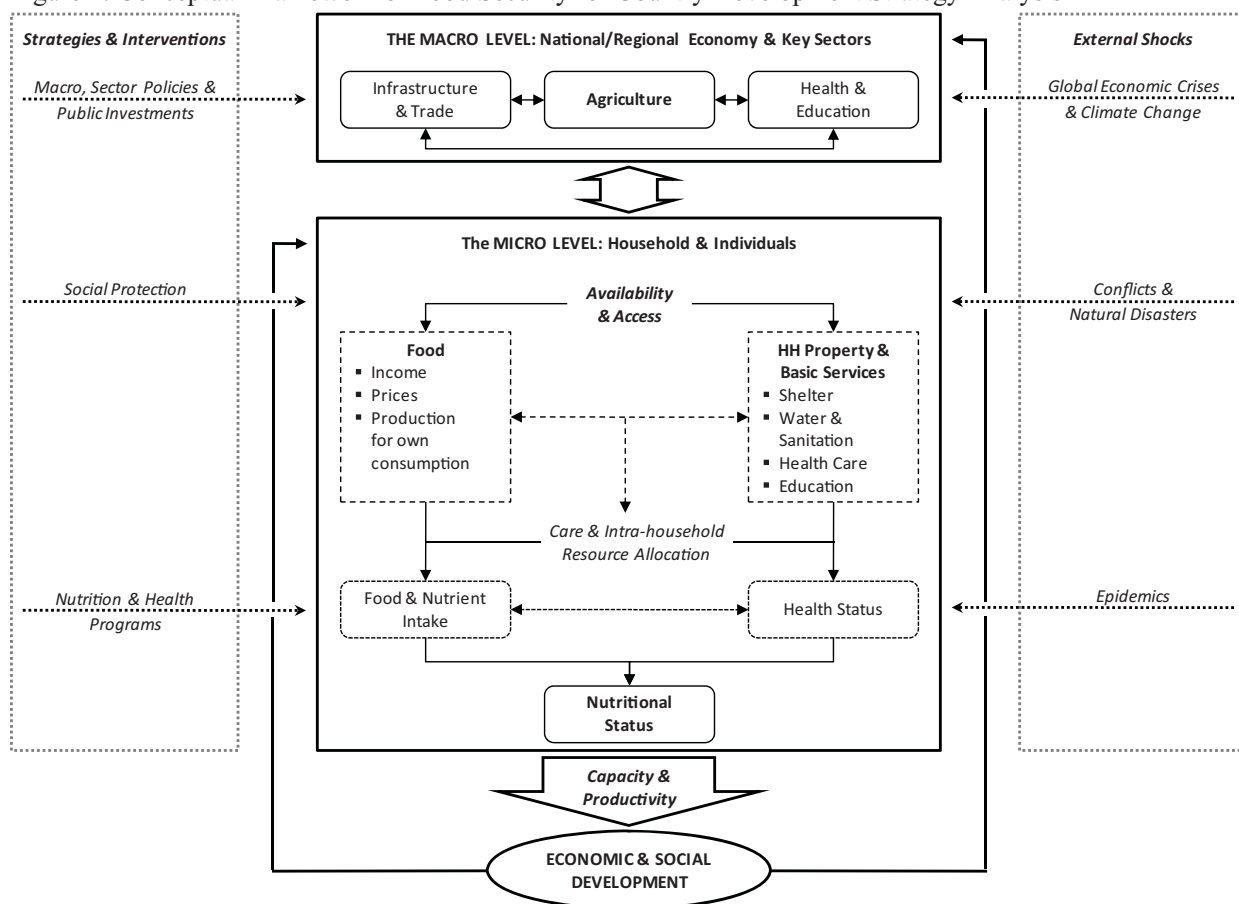 Strategies & Interventions
Macro, Sector Policies &
Public Investments
Social Protection
Nutrition & Health
Programs
THE MACRO LEVEL: National/Regional Economy & Key Sectors
Infrastructure
& Trade
Agriculture
Health &
Education
The MICRO LEVEL: Household & Individuals
Availability
& Access
Food
▪ Income
▪ Prices
▪ Production
for own
consumption
HH Property &
Basic Services
▪ Shelter
▪ Water &
Sanitation
▪ Health Care
▪ Education
Care & Intra-household
Resource Allocation
Food & Nutrient
Intake
Health Status
Nutritional
Status
Capacity &
Productivity
ECONOMIC & SOCIAL
DEVELOPMENT
External Shocks
Global Economic Crises
& Climate Change
Conflicts &
Natural Disasters
Epidemics